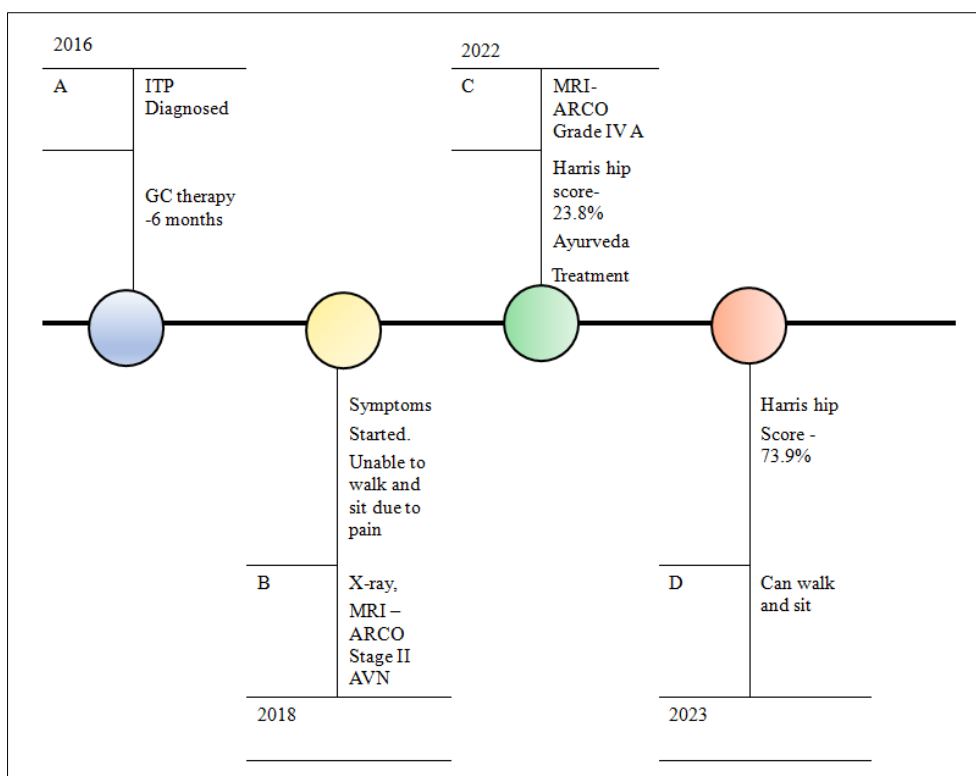 2016
A
ITP
Diagnosed
GC therapy
-6 months
2022
C
MRI-
ARCO
Grade IV A
Harris hip
score-
23.8%
Ayurveda
Treatment
Symptoms
Started.
Unable to
walk and
sit due to
pain
B
X-ray,
MRI –
ARCO
Stage II
AVN
2018
Harris hip
Score -
73.9%
D
Can walk
and sit
2023